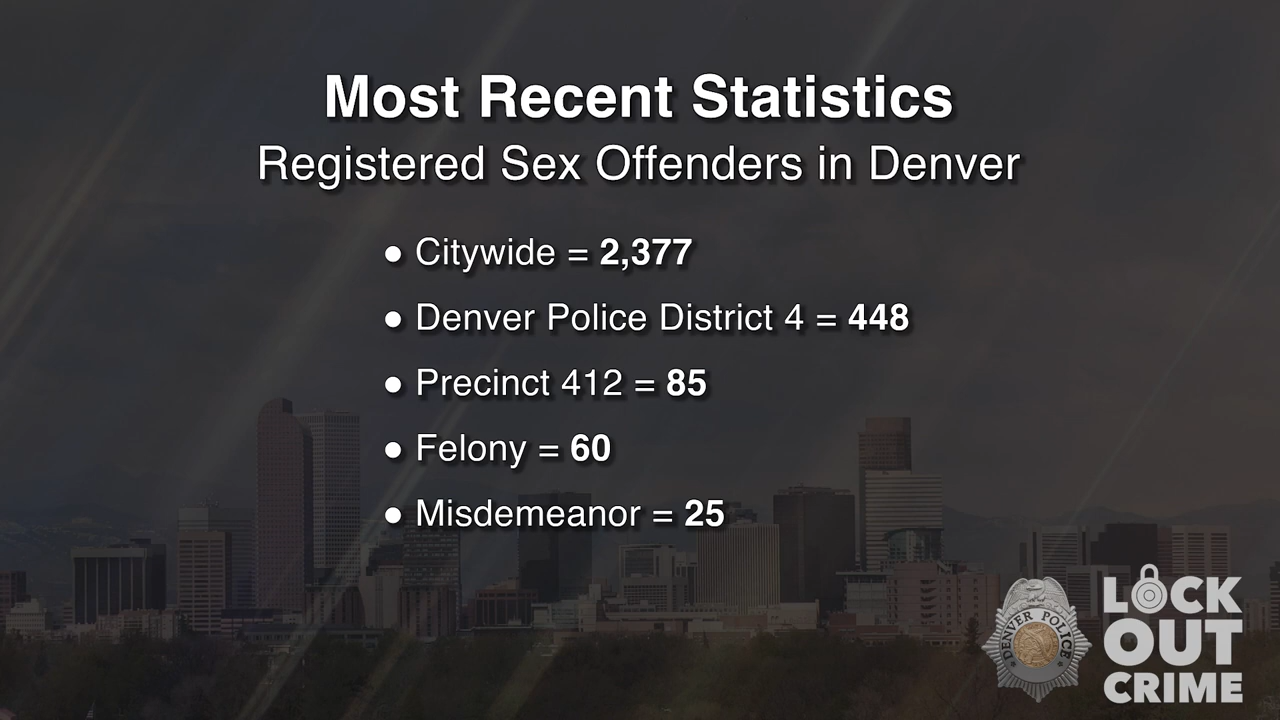 Most Recent Statistics
Registered Sex Offenders in Denver
● Citywide = 2,377
● Denver Police District 4 = 448
● Precinct 412 = 85
● Felony = 60
● Misdemeanor = 25
DENVER POLICE
LOCK
OUT
CRIME